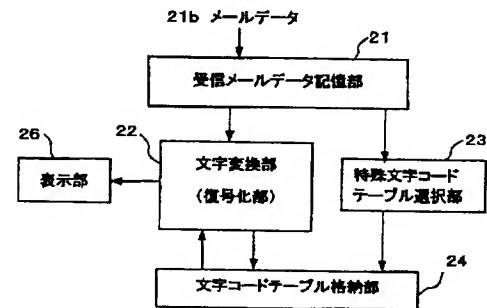 21b メールデータ
21
受信メールデータ記憶部
26
22
23
表示部
文字変換部
(復号化部)
特殊文字コード
テーブル選択部
24
文字コードテーブル格納部